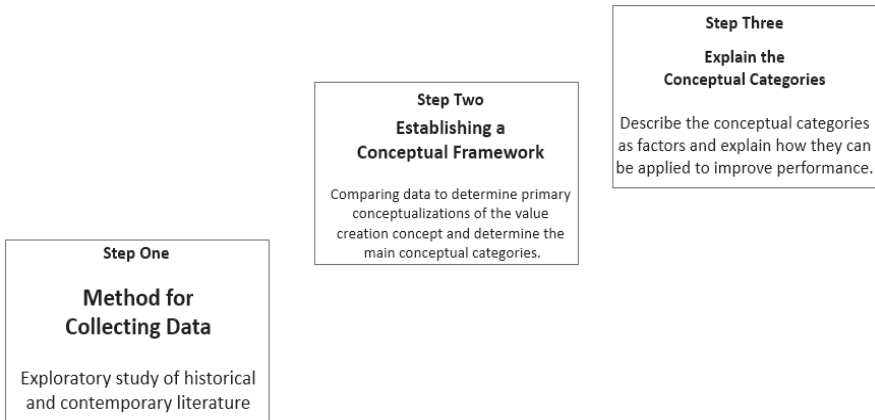 Step One
Method for
Collecting Data
Exploratory study of historical
and contemporary literature
Step Two
Establishing a
Conceptual Framework
Comparing data to determine primary
conceptualizations of the value
creation concept and determine the
main conceptual categories.
Step Three
Explain the
Conceptual Categories
Describe the conceptual categories
as factors and explain how they can
be applied to improve performance.